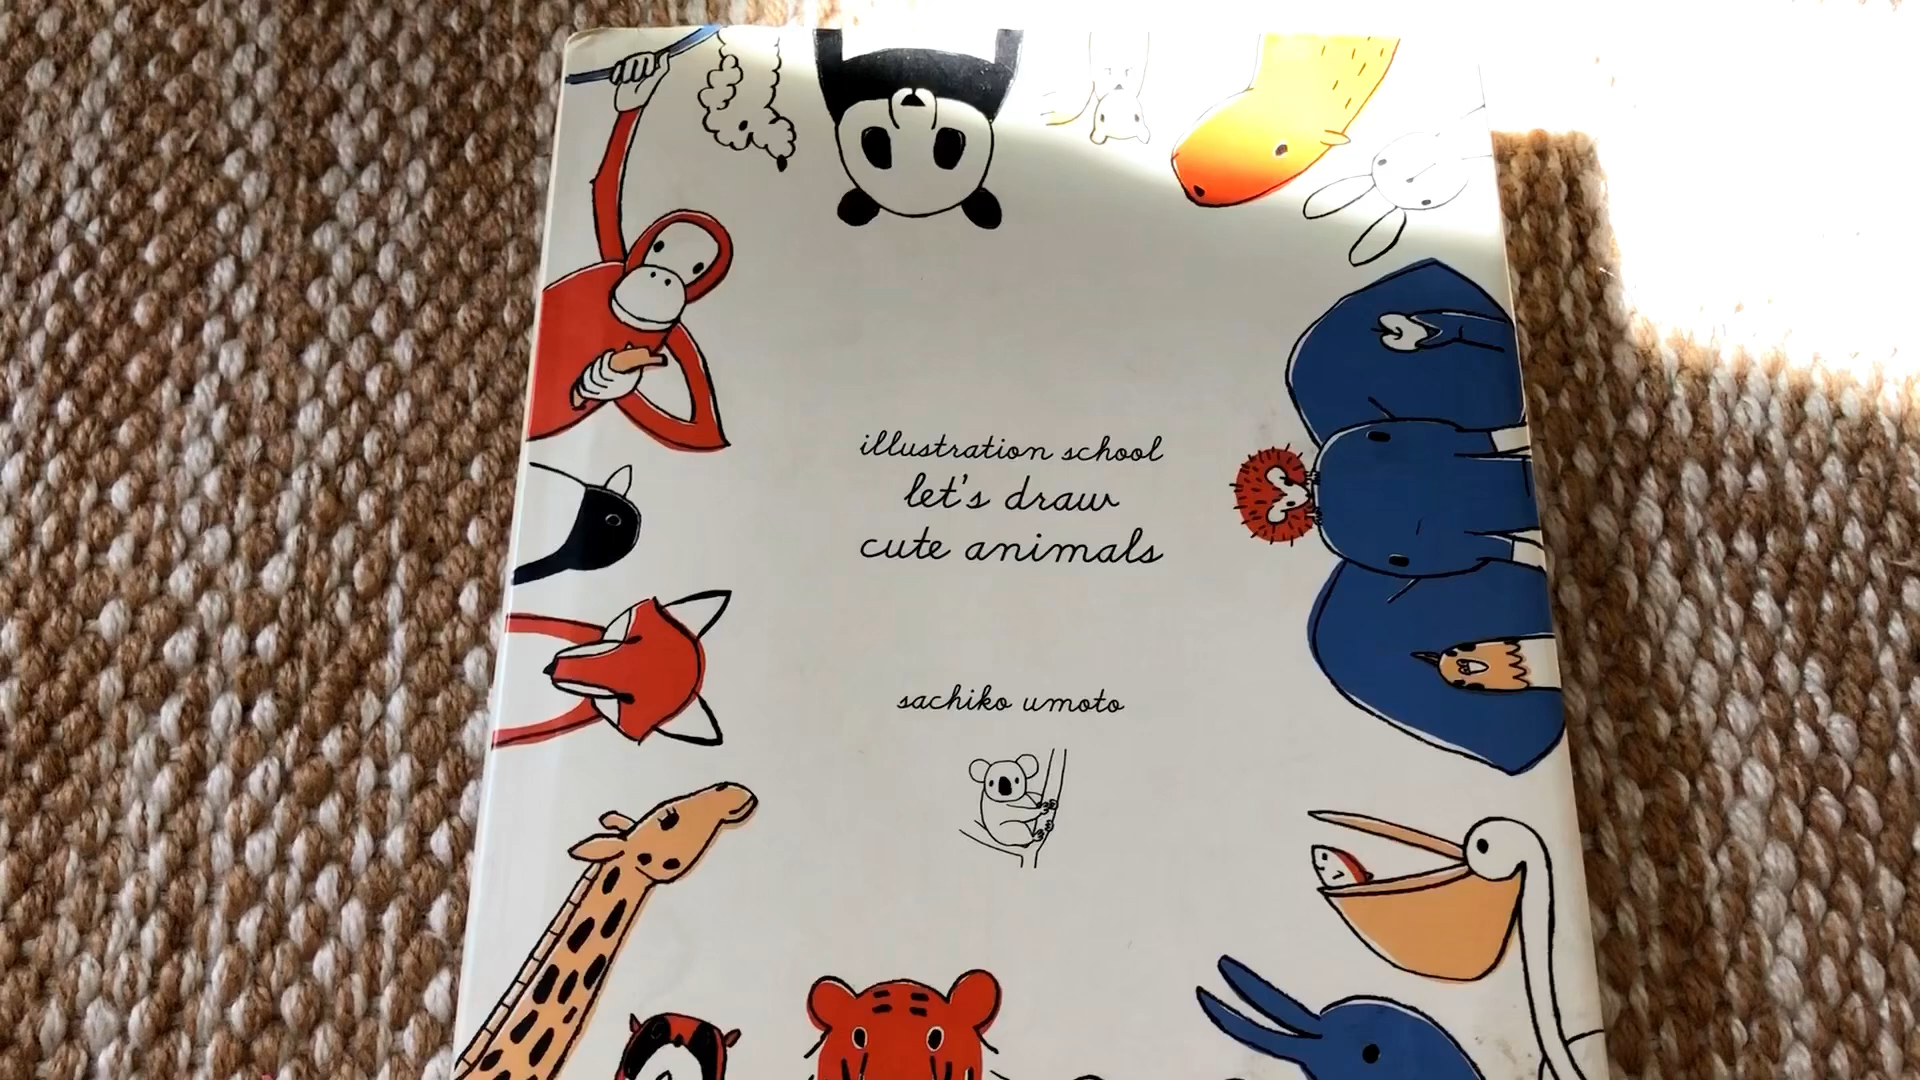 illustration school
let's draw
cute animals
sachiko umoto